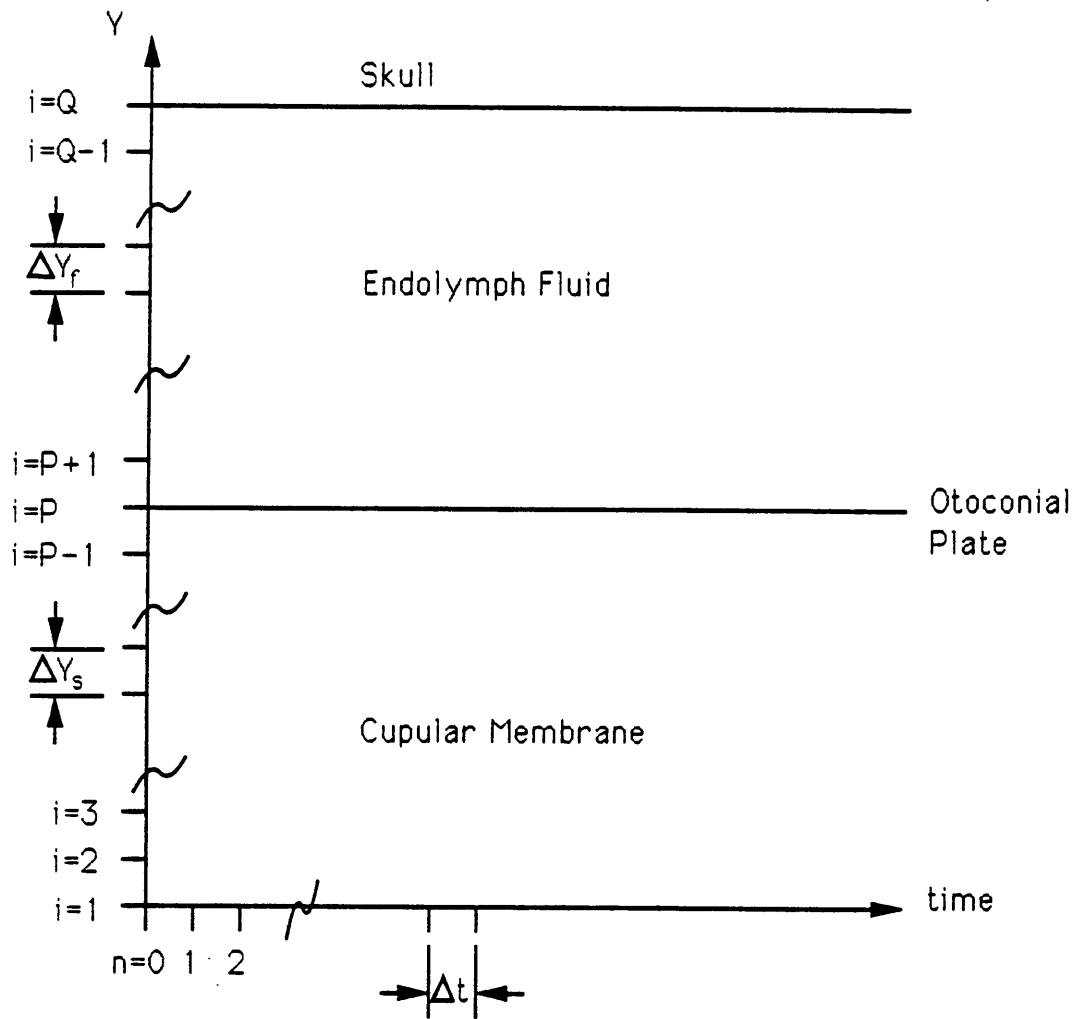 Y
Skull
i=Q
i=Q-1
ΔY_f
Endolymph Fluid
i=P+1
i=P
Otoconial
Plate
i=P-1
ΔY_s
Cupular Membrane
i=3
i=2
i=1
time
n=0 1 2
Δt